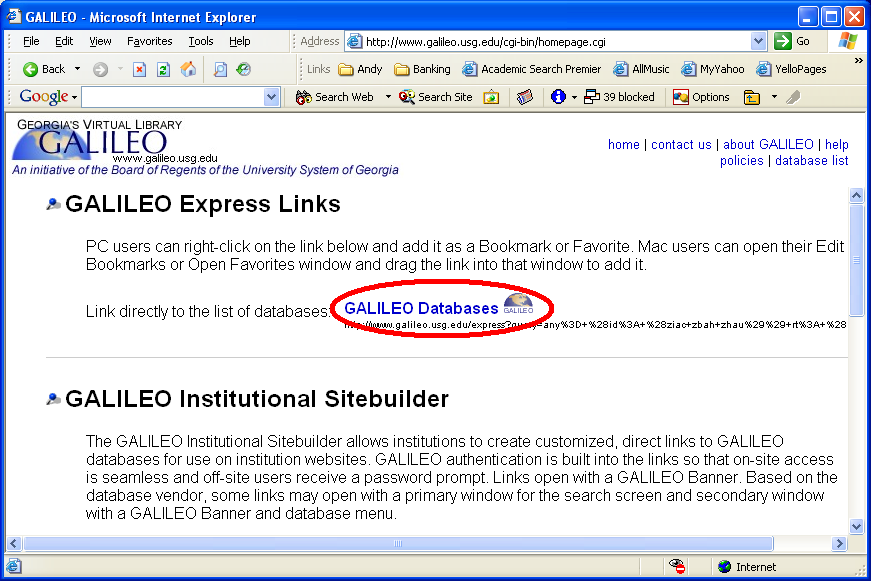 GALILEO - Microsoft Internet Explorer
File Edit View Favorites Tools Help Address http://www.galileo.usg.edu/cgi-bin/homepage.cgi Go
Back Links Andy Banking Academic Search Premier AllMusic MyYahoo YelloPages
Google Search Web Search Site 39 blocked Options
GEORGIA'S VIRTUAL LIBRARY
GALILEO
www.galileo.usg.edu
An initiative of the Board of Regents of the University System of Georgia
home | contact us | about GALILEO | help
policies | database list
GALILEO Express Links
PC users can right-click on the link below and add it as a Bookmark or Favorite. Mac users can open their Edit
Bookmarks or Open Favorites window and drag the link into that window to add it.
Link directly to the list of databases: GALILEO Databases GALILEO
http://www.galileo.usg.edu/express?query=any%3D+%28id%3A+%28ziac+zbah+zhau%29%29+rt%3A+%28
GALILEO Institutional Sitebuilder
The GALILEO Institutional Sitebuilder allows institutions to create customized, direct links to GALILEO
databases for use on institution websites. GALILEO authentication is built into the links so that on-site access
is seamless and off-site users receive a password prompt. Links open with a GALILEO Banner. Based on the
database vendor, some links may open with a primary window for the search screen and secondary window
with a GALILEO Banner and database menu.
Internet